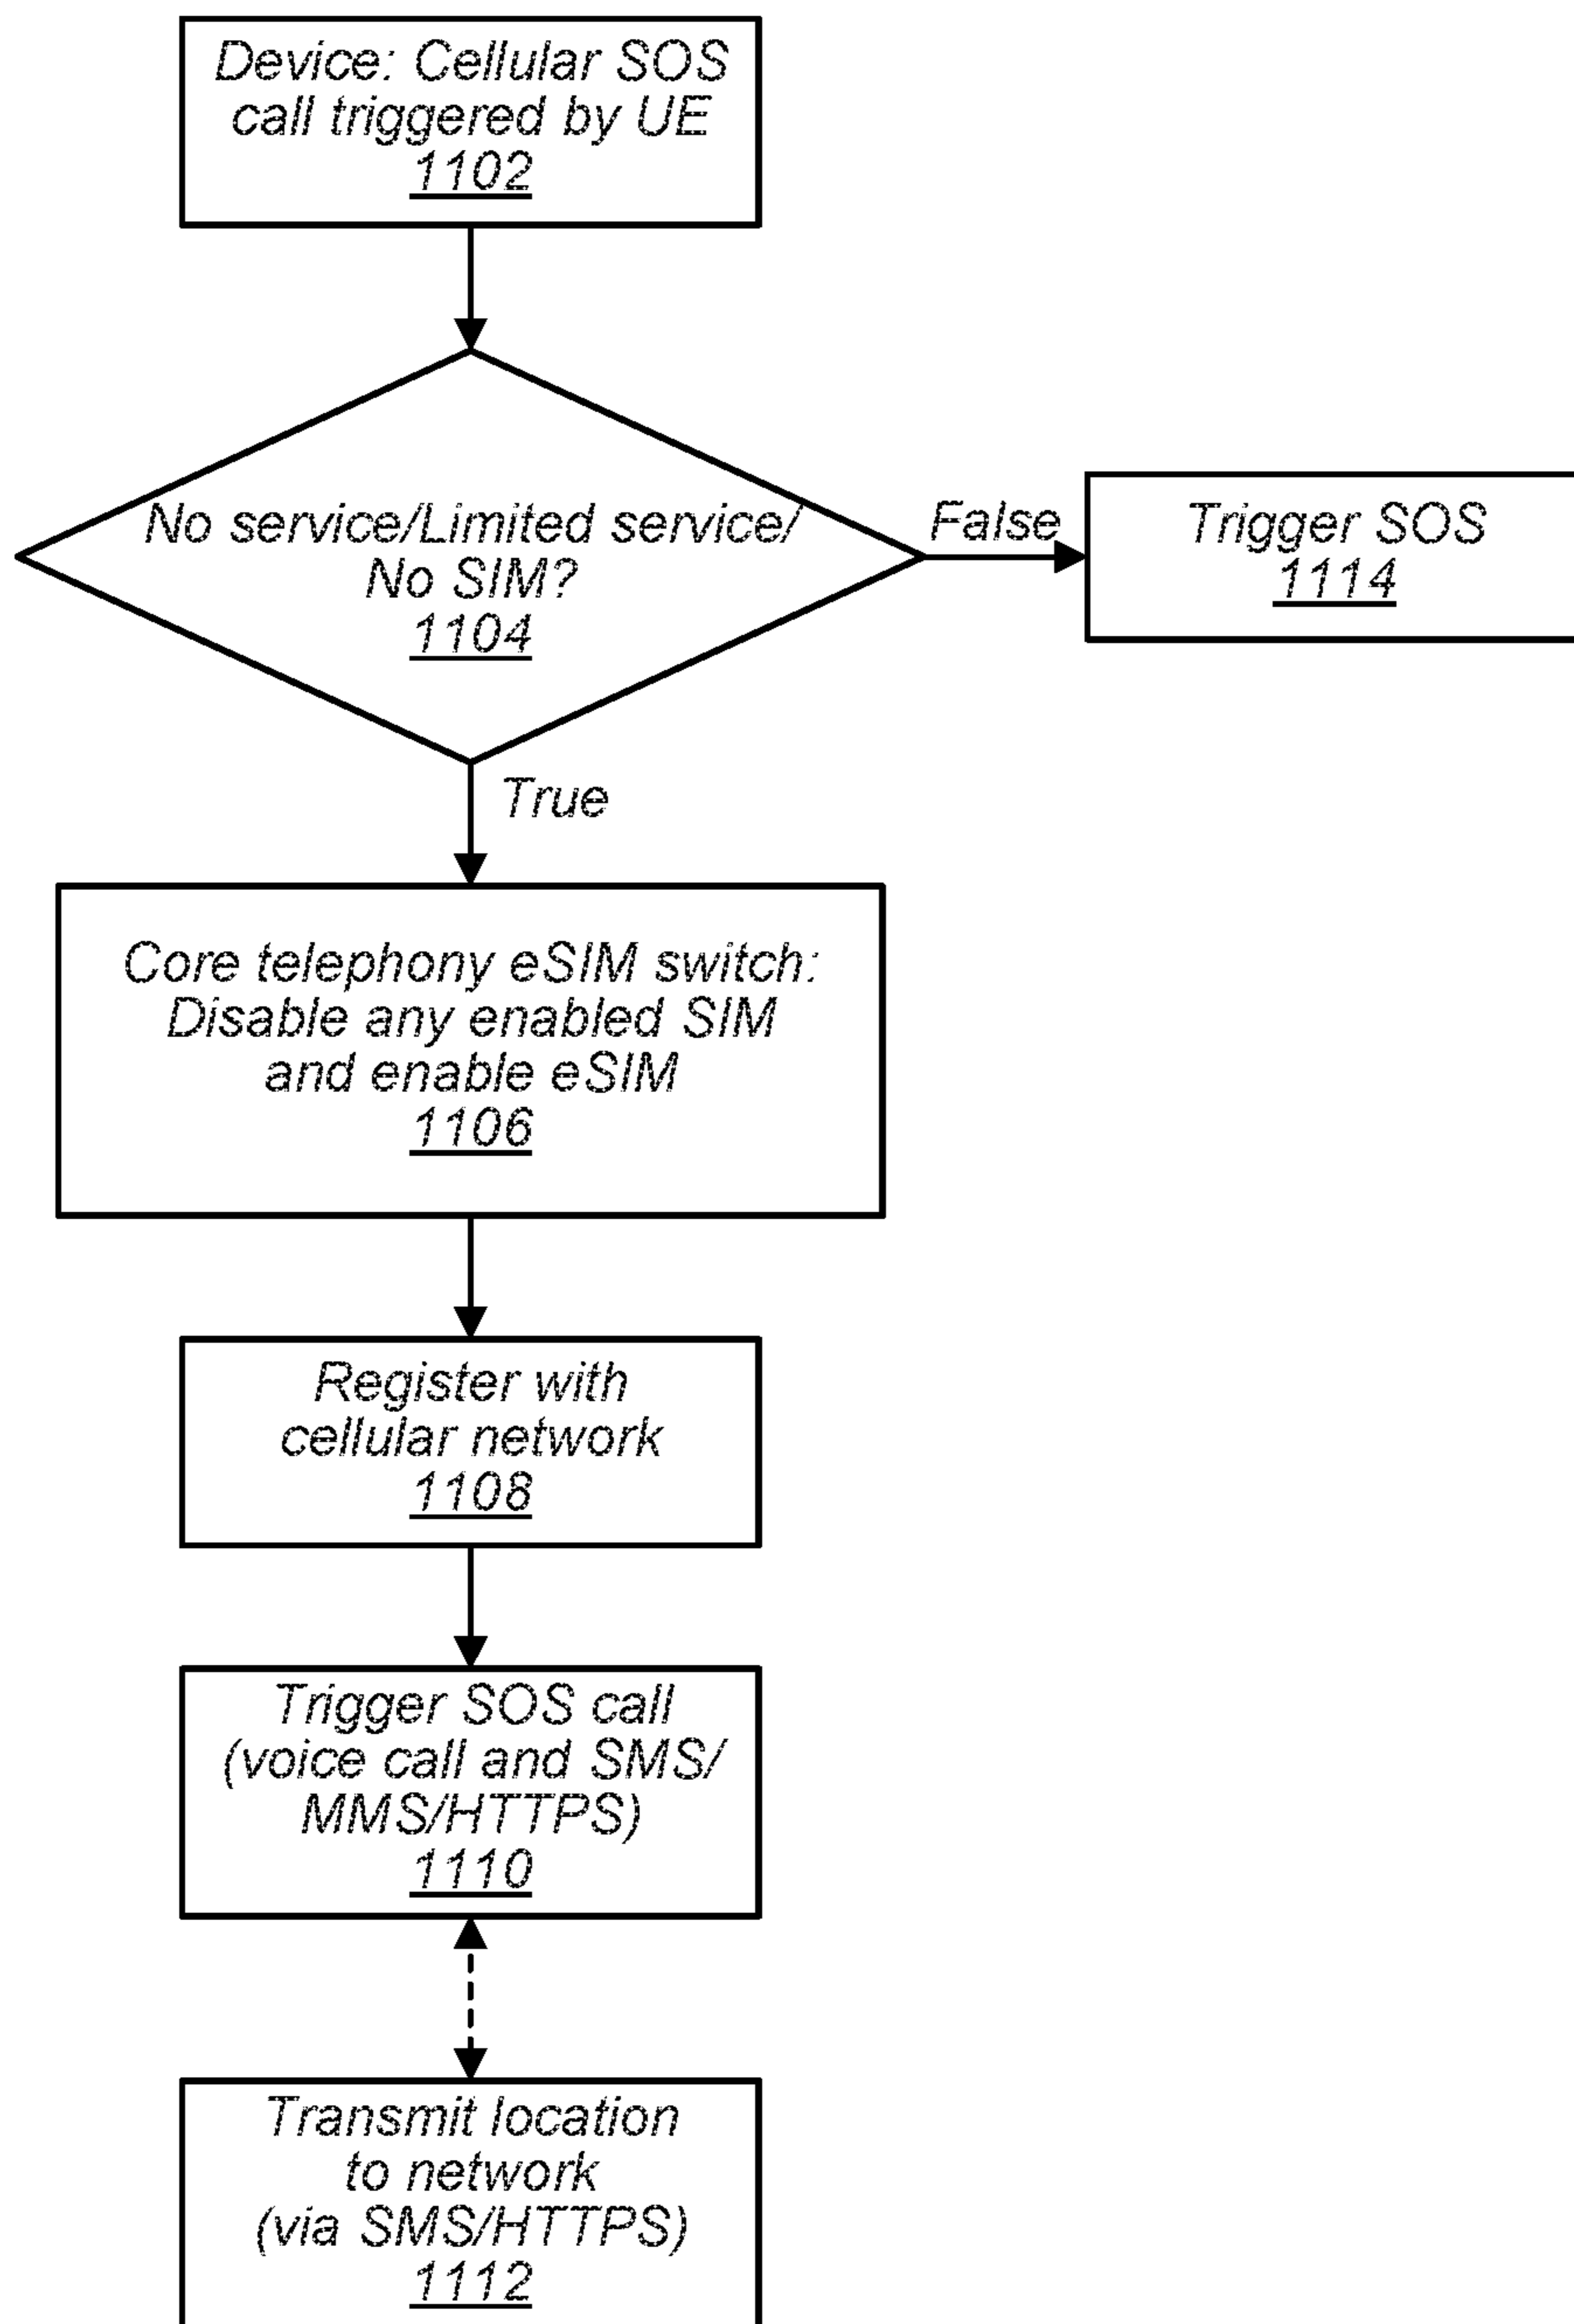 Device: Cellular SOS
call triggered by UE
1102
No service/Limited service/
No SIM?
1104
False
Trigger SOS
1114
True
Core telephony eSIM switch:
Disable any enabled SIM
and enable eSIM
1106
Register with
cellular network
1108
Trigger SOS call
(voice call and SMS/
MMS/HTTPS)
1110
Transmit location
to network
(via SMS/HTTPS)
1112